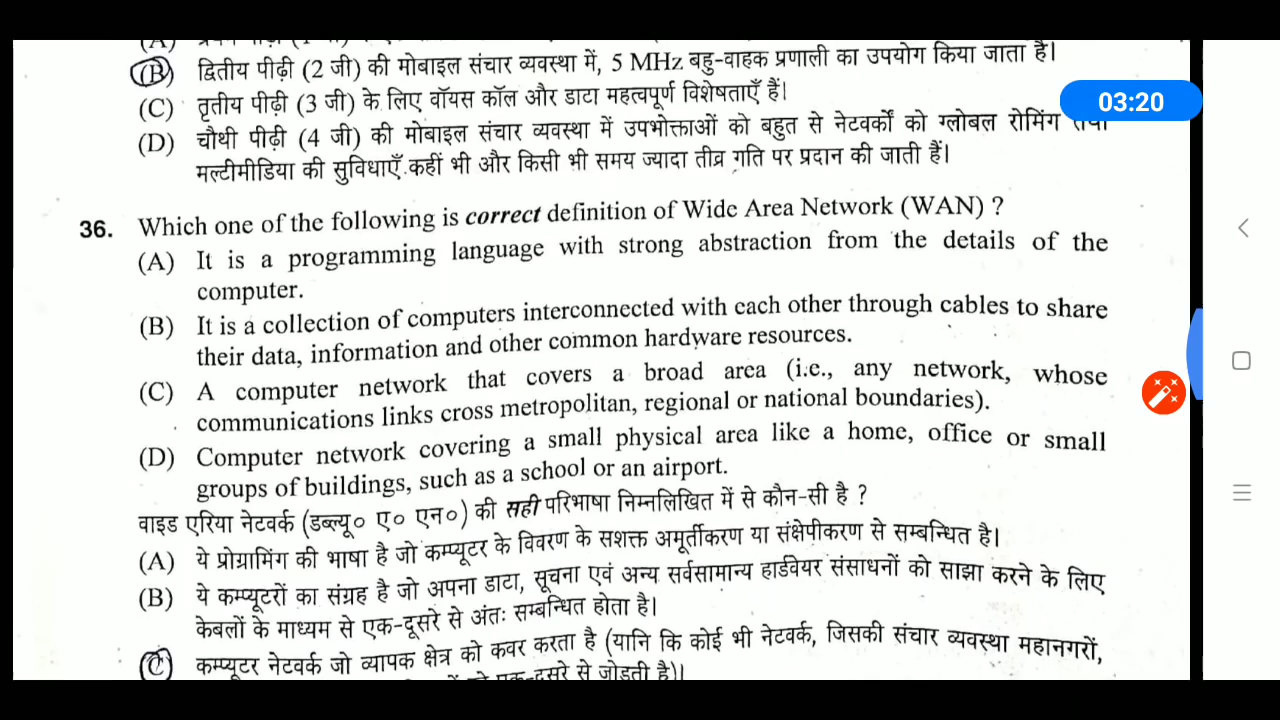 (B) द्वितीय पीढ़ी (2 जी) की मोबाइल संचार व्यवस्था में, 5 MHz बहु-वाहक प्रणाली का उपयोग किया जाता है।
03:20
(C) तृतीय पीढ़ी (3 जी) के लिए वॉयस कॉल और डाटा महत्वपूर्ण विशेषताएँ हैं।
(D) चौथी पीढ़ी (4 जी) की मोबाइल संचार व्यवस्था में उपभोक्ताओं को बहुत से नेटवर्कों को ग्लोबल रोमिंग तथा
मल्टीमीडिया की सुविधाएँ कहीं भी और किसी भी समय ज्यादा तीव्र गति पर प्रदान की जाती हैं।
36. Which one of the following is correct definition of Wide Area Network (WAN) ?
(A) It is a programming language with strong abstraction from the details of the
computer.
(B) It is a collection of computers interconnected with each other through cables to share
their data, information and other common hardware resources.
(C) A computer network that covers a broad area (i.e., any network, whose
communications links cross metropolitan, regional or national boundaries).
(D) Computer network covering a small physical area like a home, office or small
groups of buildings, such as a school or an airport.
वाइड एरिया नेटवर्क (डब्ल्यू० ए० एन०) की सही परिभाषा निम्नलिखित में से कौन-सी है ?
(A) ये प्रोग्रामिंग की भाषा है जो कम्प्यूटर के विवरण के सशक्त अमूर्तीकरण या संक्षेपीकरण से सम्बन्धित है।
(B) ये कम्प्यूटरों का संग्रह है जो अपना डाटा, सूचना एवं अन्य सर्वसामान्य हार्डवेयर संसाधनों को साझा करने के लिए
केबलों के माध्यम से एक-दूसरे से अंतः सम्बन्धित होता है।
(C) कम्प्यूटर नेटवर्क जो व्यापक क्षेत्र को कवर करता है (यानि कि कोई भी नेटवर्क, जिसकी संचार व्यवस्था महानगरों,
एक-दूसरे से जोड़ती है)।